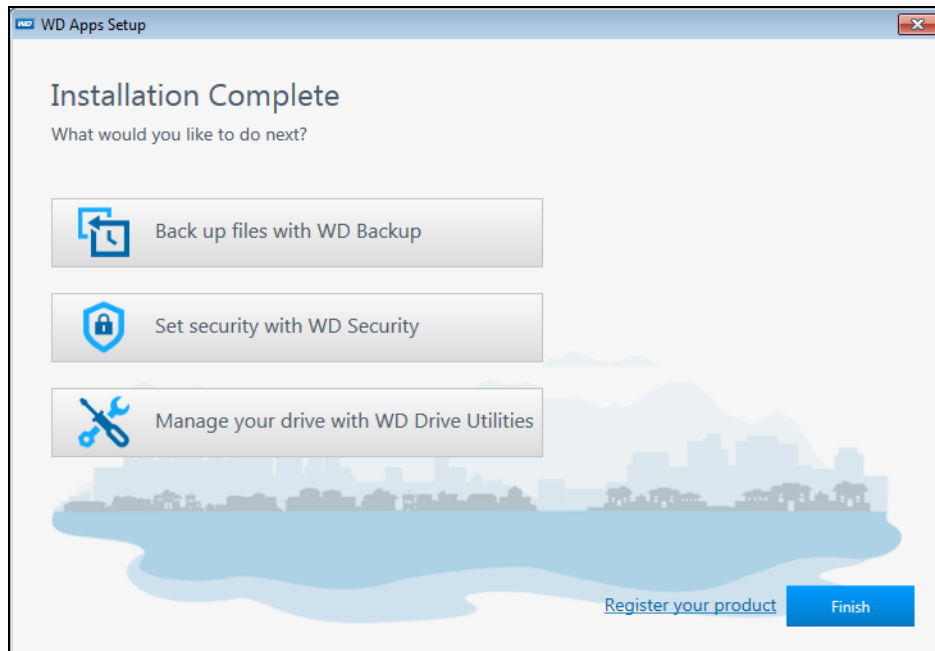 WD WD Apps Setup
Installation Complete
What would you like to do next?
Back up files with WD Backup
Set security with WD Security
Manage your drive with WD Drive Utilities
Register your product
Finish